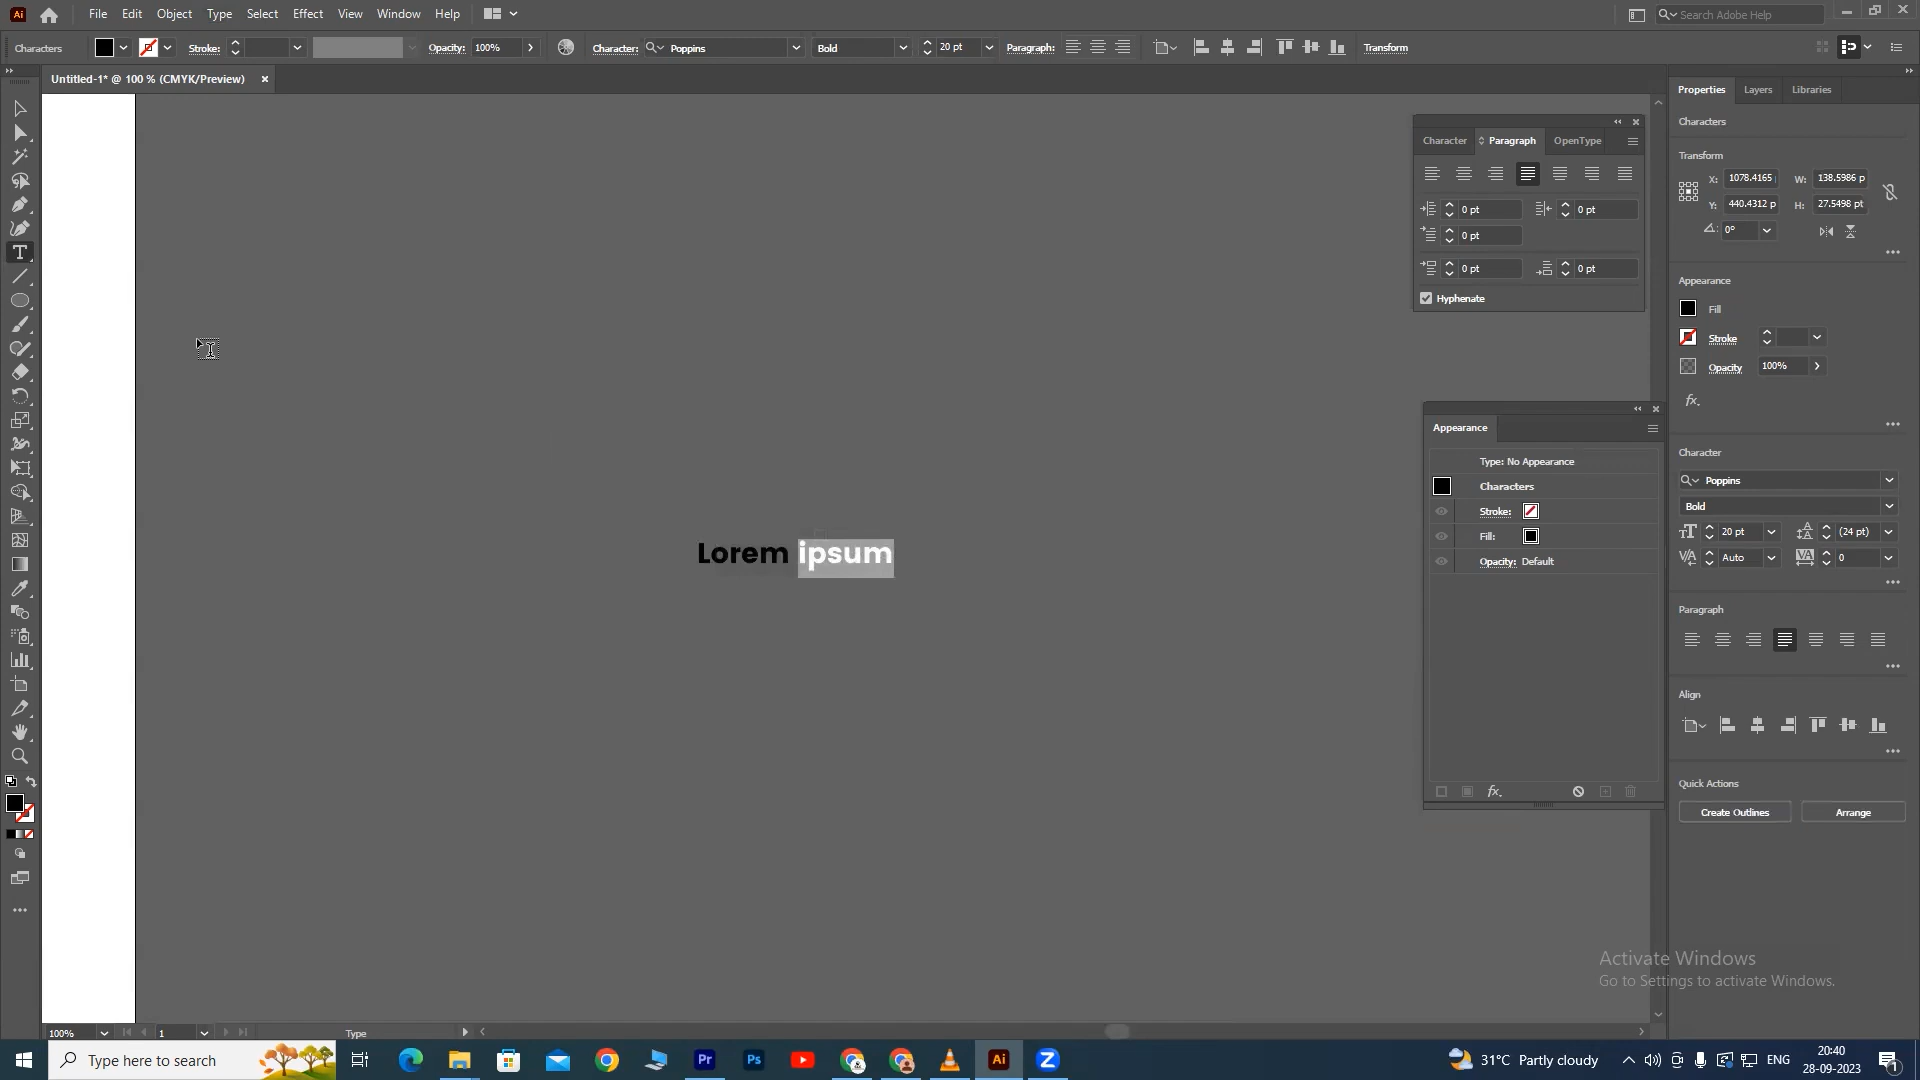 Ai File Edit Object Type Select Effect View Window Help Search Adobe Help
Characters Stroke: Opacity: 100% Character: Poppins Bold 20 pt Paragraph: Transform
Untitled-1* @ 100 % (CMYK/Preview)
Properties Layers Libraries
Characters
Transform
X: 1078.4165 W: 138.5986 p
Y: 440.4312 p H: 27.5498 pt
0°
Appearance
Fill
Stroke
Opacity 100%
fx
Character
Poppins
Bold
20 pt (24 pt)
Auto 0
Paragraph
Align
Quick Actions
Create Outlines Arrange
Character Paragraph OpenType
0 pt 0 pt
0 pt
0 pt 0 pt
Hyphenate
Appearance
Type: No Appearance
Characters
Stroke:
Fill:
Opacity: Default
fx
Lorem ipsum
Activate Windows
Go to Settings to activate Windows.
100% 1 Type
Type here to search Pr Ps Ai 31°C Partly cloudy ENG 20:40
28-09-2023 1